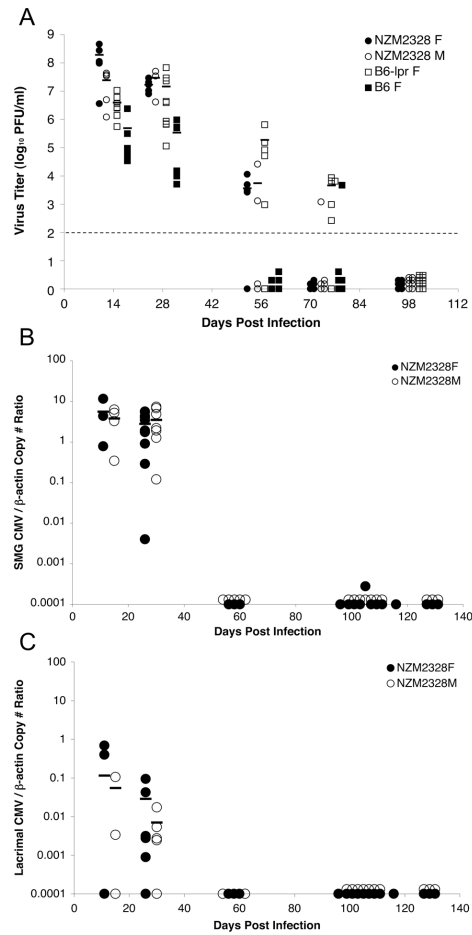 A
NZM2328 F
NZM2328 M
B6-lpr F
B6 F
Virus Titer (log10 PFU/ml)
9
8
7
6
5
4
3
2
1
0
0 14 28 42 56 70 84 98 112
Days Post Infection
B
NZM2328F
NZM2328M
SMG CMV / β-actin Copy # Ratio
100
10
1
0.1
0.01
0.001
0.0001
0 20 40 60 80 100 120 140
Days Post Infection
C
NZM2328F
NZM2328M
Lacrimal CMV / β-actin Copy # Ratio
100
10
1
0.1
0.01
0.001
0.0001
0 20 40 60 80 100 120 140
Days Post Infection